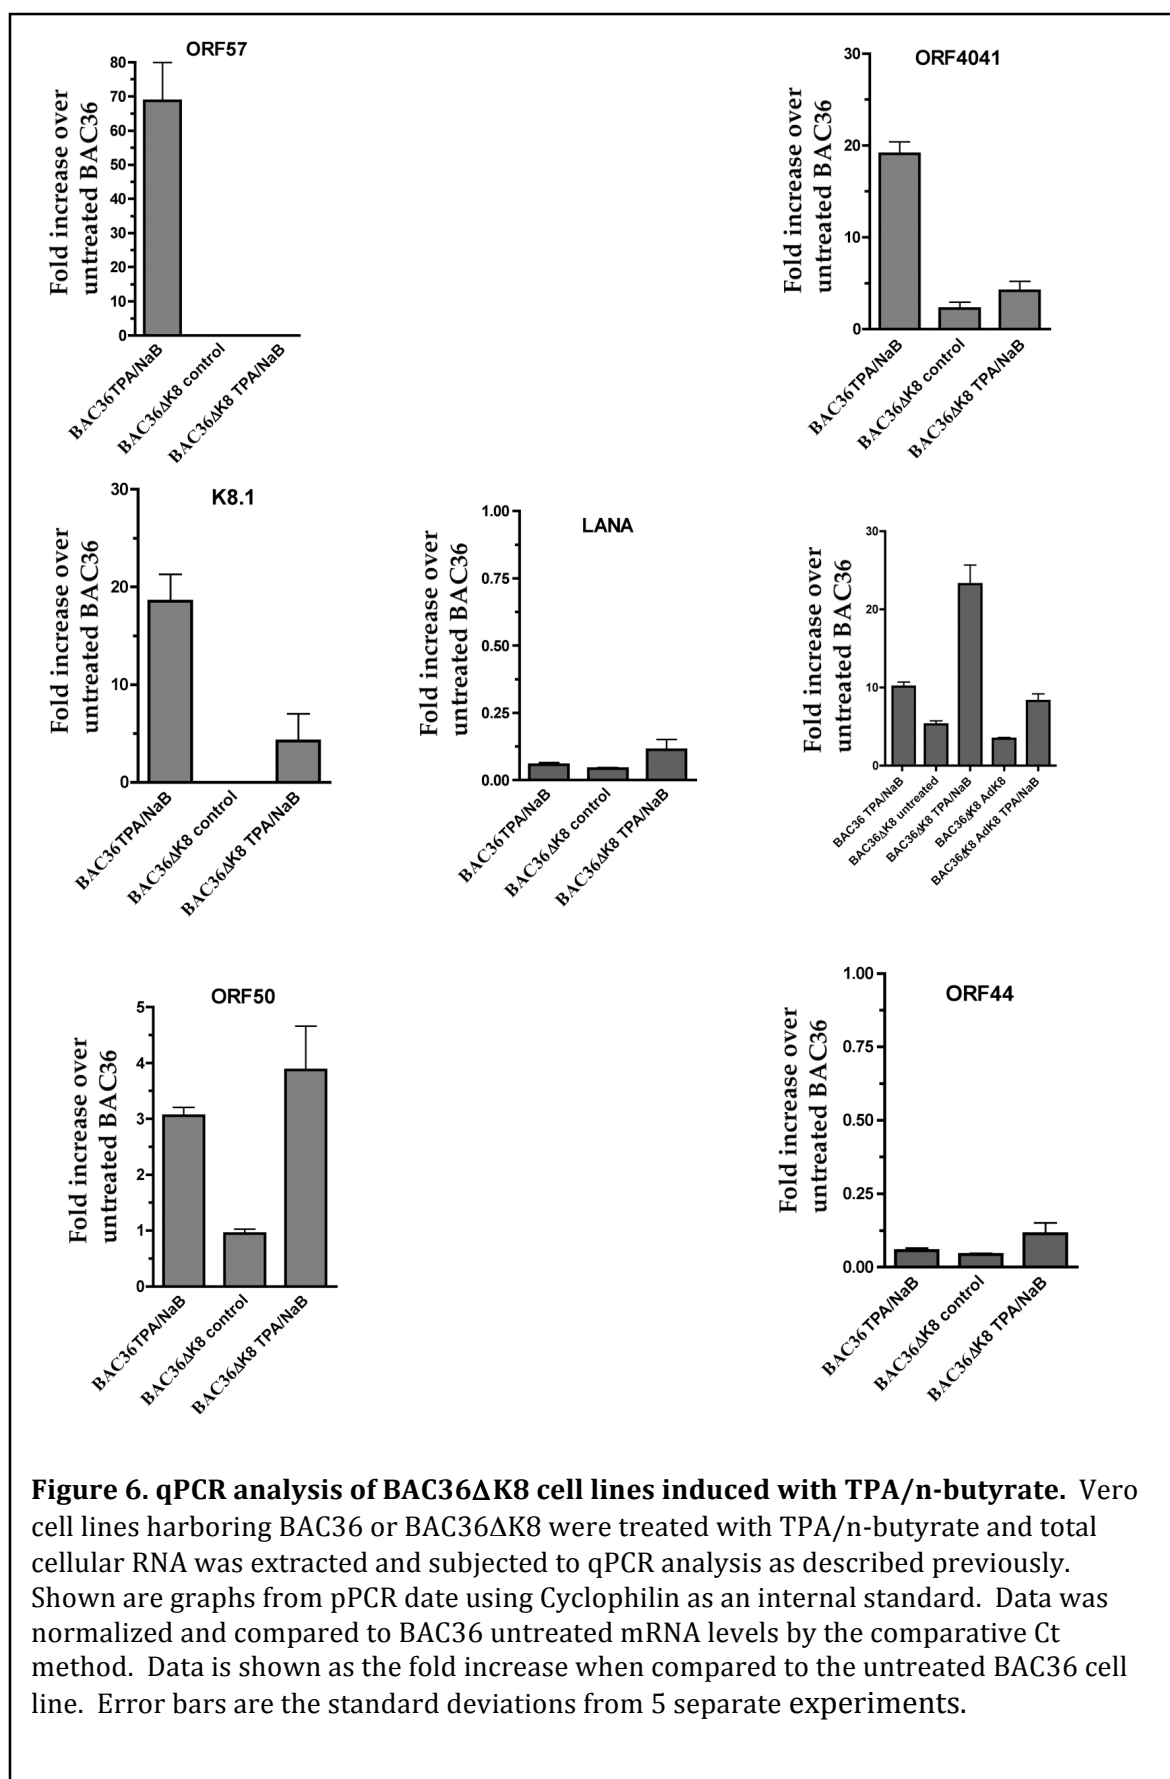 ORF57
Fold increase over
untreated BAC36
80
70
60
50
40
30
20
10
0
BAC36TPA/NaB
BAC36ΔK8 control
BAC36ΔK8 TPA/NaB
ORF4041
Fold increase over
untreated BAC36
30
20
10
0
BAC36 TPA/NaB
BAC36ΔK8 control
BAC36ΔK8 TPA/NaB
K8.1
Fold increase over
untreated BAC36
30
20
10
0
BAC36 TPA/NaB
BAC36ΔK8 control
BAC36ΔK8 TPA/NaB
LANA
Fold increase over
untreated BAC36
1.00
0.75
0.50
0.25
0.00
BAC36 TPA/NaB
BAC36ΔK8 control
BAC36ΔK8 TPA/NaB
Fold increase over
untreated BAC36
30
20
10
0
BAC36 TPA/NaB
BAC36ΔK8 untreated
BAC36ΔK8 TPA/NaB
BAC36ΔK8 AdK8
BAC36ΔK8 AdK8 TPA/NaB
ORF50
Fold increase over
untreated BAC36
5
4
3
2
1
0
BAC36TPA/NaB
BAC36ΔK8 control
BAC36ΔK8 TPA/NaB
ORF44
Fold increase over
untreated BAC36
1.00
0.75
0.50
0.25
0.00
BAC36 TPA/NaB
BAC36ΔK8 control
BAC36ΔK8 TPA/NaB
Figure 6. qPCR analysis of BAC36ΔK8 cell lines induced with TPA/n-butyrate. Vero
cell lines harboring BAC36 or BAC36ΔK8 were treated with TPA/n-butyrate and total
cellular RNA was extracted and subjected to qPCR analysis as described previously.
Shown are graphs from pPCR date using Cyclophilin as an internal standard. Data was
normalized and compared to BAC36 untreated mRNA levels by the comparative Ct
method. Data is shown as the fold increase when compared to the untreated BAC36 cell
line. Error bars are the standard deviations from 5 separate experiments.